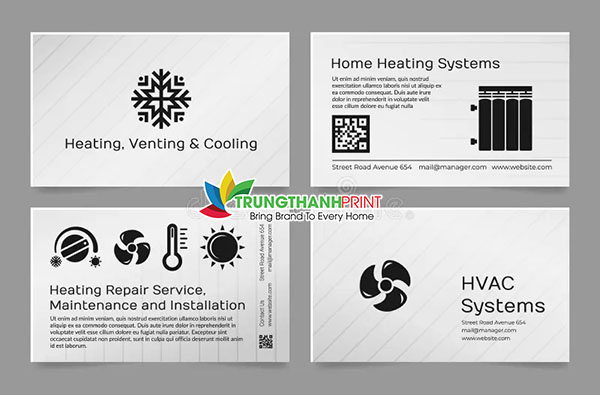 Heating, Venting & Cooling
Home Heating Systems
Ut enim ad minim veniam, quis nostrud
exercitation ullamco laboris nisi ut aliquip
ex ea commodo consequat. Duis aute
irure dolor in reprehenderit
in voluptate velit esse
cillum dolore eu fugiat
nulla
Street Road Avenue 654 mail@manager.com www.website.com
TRUNGTHANHPRINT
Bring Brand To Every Home
Heating Repair Service,
Maintenance and Installation
Ut enim ad minim veniam, quis nostrud exercitation ullamco laboris
nisi ut aliquip ex ea commodo consequat. Duis aute irure dolor in
reprehenderit in voluptate velit esse cillum dolore eu fugiat nulla
pariatur. Excepteur sint occaecat cupidatat non proident, sunt in
culpa qui officia deserunt mollit anim
id est laborum.
Contact Us
www.website.com
Street Road Avenue 654
mail@manager.com
HVAC
Systems
Street Road Avenue 654
mail@manager.com
www.website.com